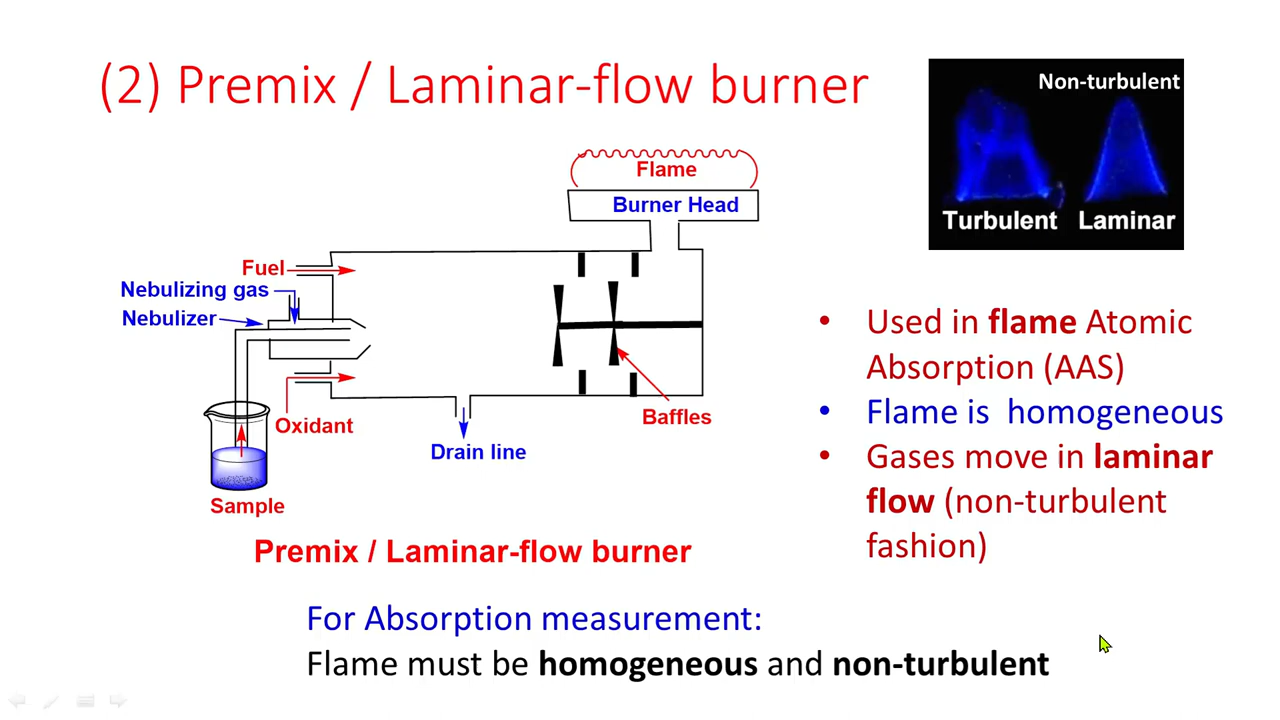 (2) Premix / Laminar-flow burner
Non-turbulent
Turbulent Laminar
Flame
Burner Head
Fuel
Nebulizing gas
Nebulizer
Oxidant
Baffles
Drain line
Sample
Premix / Laminar-flow burner
• Used in flame Atomic
Absorption (AAS)
• Flame is homogeneous
• Gases move in laminar
flow (non-turbulent
fashion)
For Absorption measurement:
Flame must be homogeneous and non-turbulent